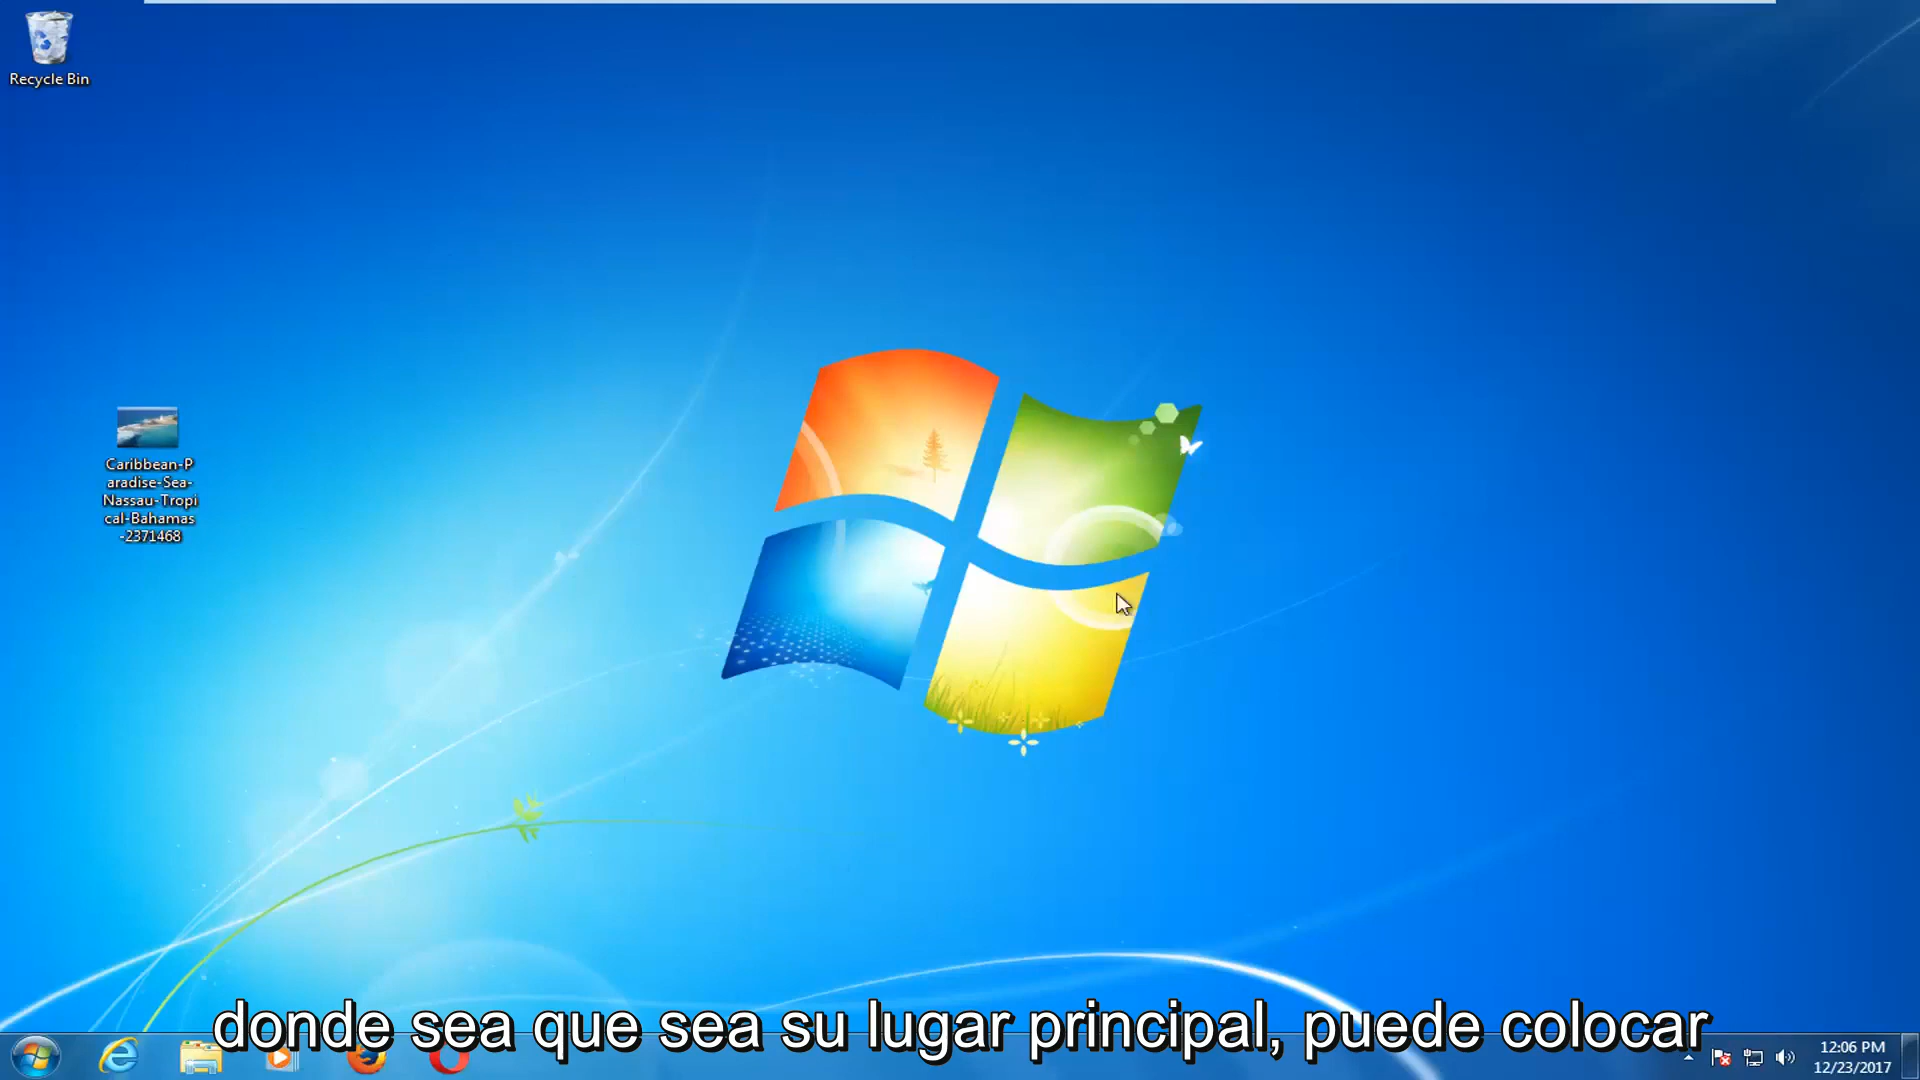 Recycle Bin
Caribbean-P
aradise-Sea-
Nassau-Tropi
cal-Bahamas
-2371468
donde sea que sea su lugar principal, puede colocar
12:06 PM
12/23/2017